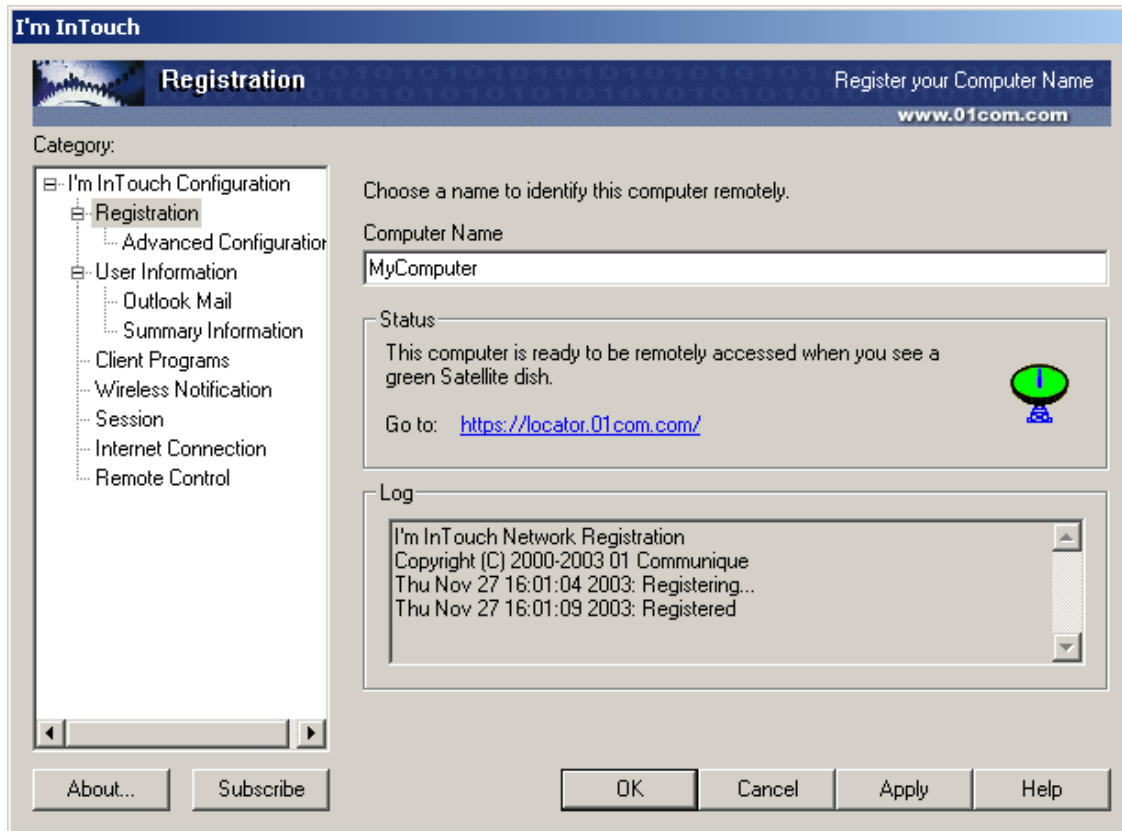 I'm InTouch
Registration
Register your Computer Name
www.01com.com
Category:
I'm InTouch Configuration
Registration
Advanced Configuration
User Information
Outlook Mail
Summary Information
Client Programs
Wireless Notification
Session
Internet Connection
Remote Control
Choose a name to identify this computer remotely.
Computer Name
MyComputer
Status
This computer is ready to be remotely accessed when you see a
green Satellite dish.
Go to: https://locator.01com.com/
Log
I'm InTouch Network Registration
Copyright (C) 2000-2003 01 Communique
Thu Nov 27 16:01:04 2003: Registering...
Thu Nov 27 16:01:09 2003: Registered
About...
Subscribe
OK
Cancel
Apply
Help